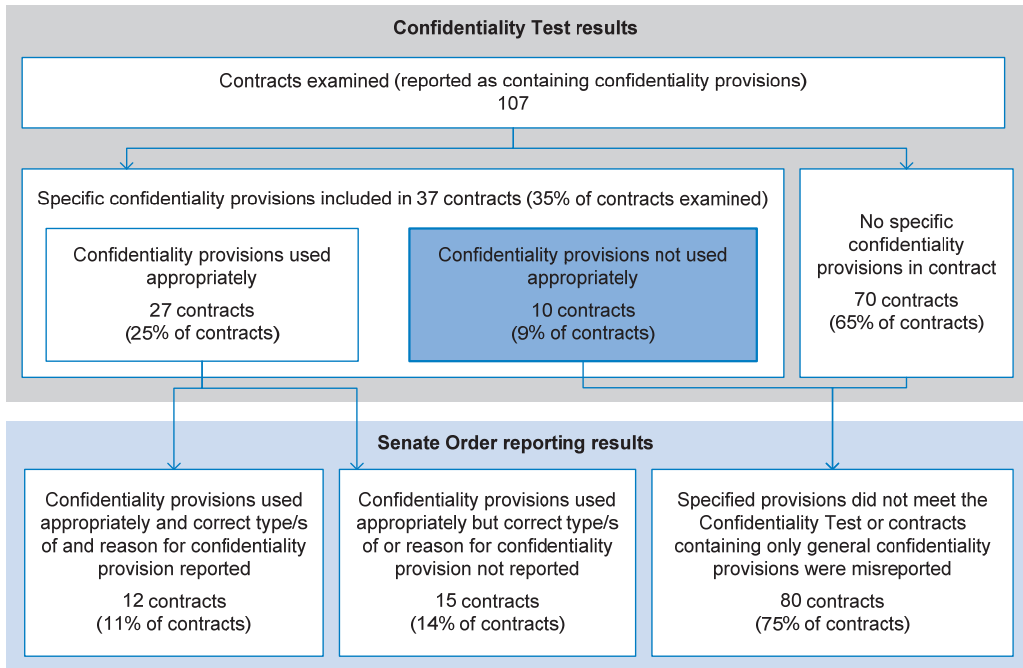 Confidentiality Test results
Contracts examined (reported as containing confidentiality provisions)
107
Specific confidentiality provisions included in 37 contracts (35% of contracts examined)
Confidentiality provisions used
appropriately
27 contracts
(25% of contracts)
Confidentiality provisions not used
appropriately
10 contracts
(9% of contracts)
No specific
confidentiality
provisions in contract
70 contracts
(65% of contracts)
Senate Order reporting results
Confidentiality provisions used
appropriately and correct type/s
of and reason for confidentiality
provision reported
12 contracts
(11% of contracts)
Confidentiality provisions used
appropriately but correct type/s
of or reason for confidentiality
provision not reported
15 contracts
(14% of contracts)
Specified provisions did not meet the
Confidentiality Test or contracts
containing only general confidentiality
provisions were misreported
80 contracts
(75% of contracts)